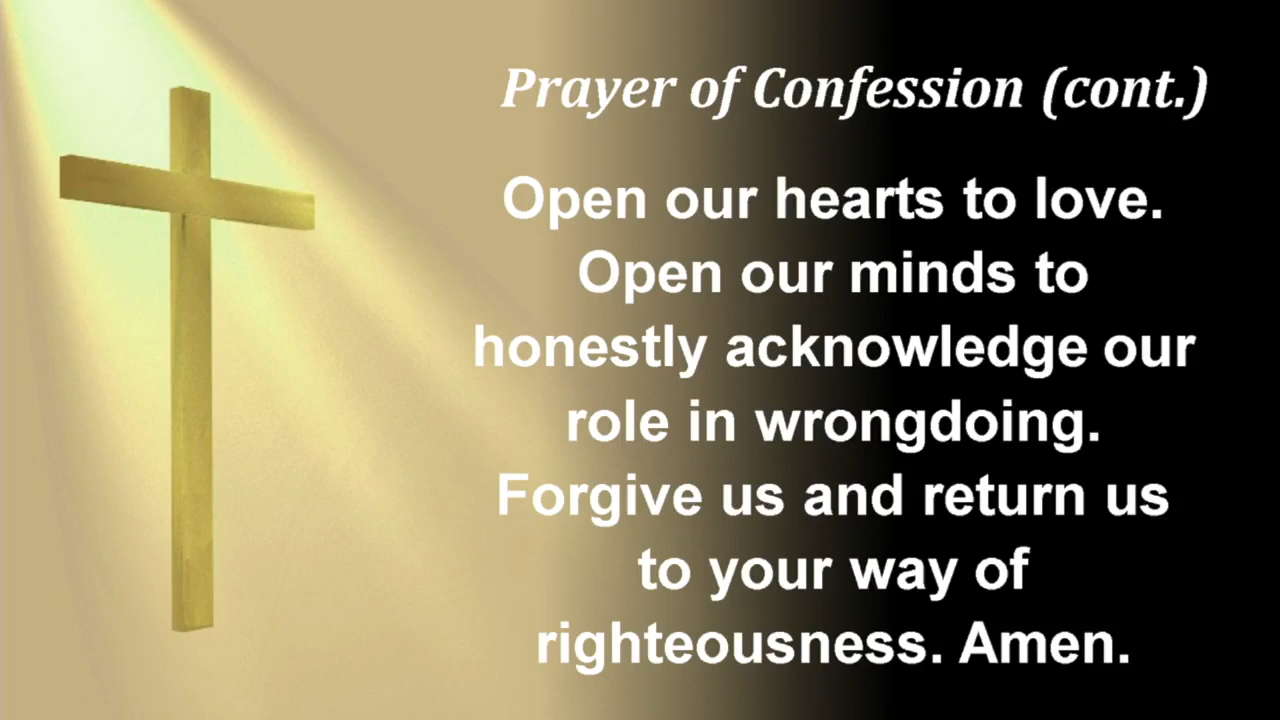 Prayer of Confession (cont.)
Open our hearts to love.
Open our minds to
honestly acknowledge our
role in wrongdoing.
Forgive us and return us
to your way of
righteousness. Amen.